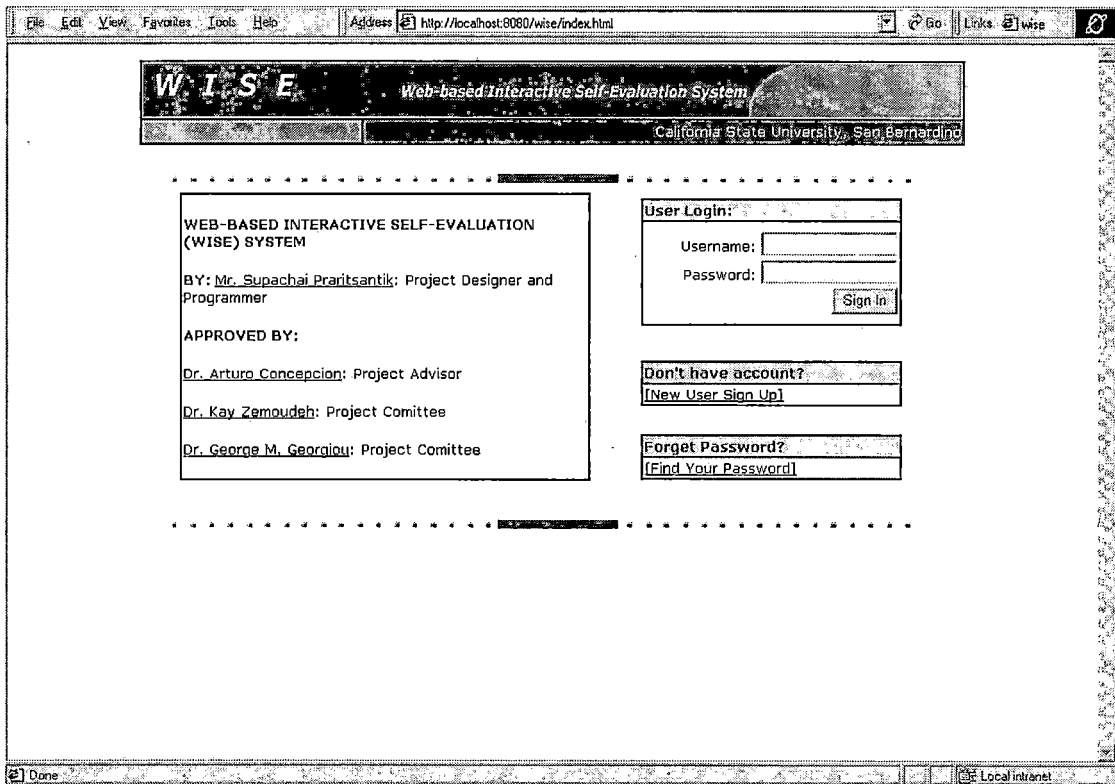 File Edit View Favorites Tools Help Address http://localhost:8080/wise/index.html Go Links wise
W I S E Web-based Interactive Self-Evaluation System
California State University, San Bernardino
WEB-BASED INTERACTIVE SELF-EVALUATION
(WISE) SYSTEM
BY: Mr. Supachai Praritsantik: Project Designer and
Programmer
APPROVED BY:
Dr. Arturo Concepcion: Project Advisor
Dr. Kay Zemoudeh: Project Comittee
Dr. George M. Georgiou: Project Comittee
User Login:
Username:
Password:
Sign In
Don't have account?
[New User Sign Up]
Forget Password?
[Find Your Password]
Done Local intranet